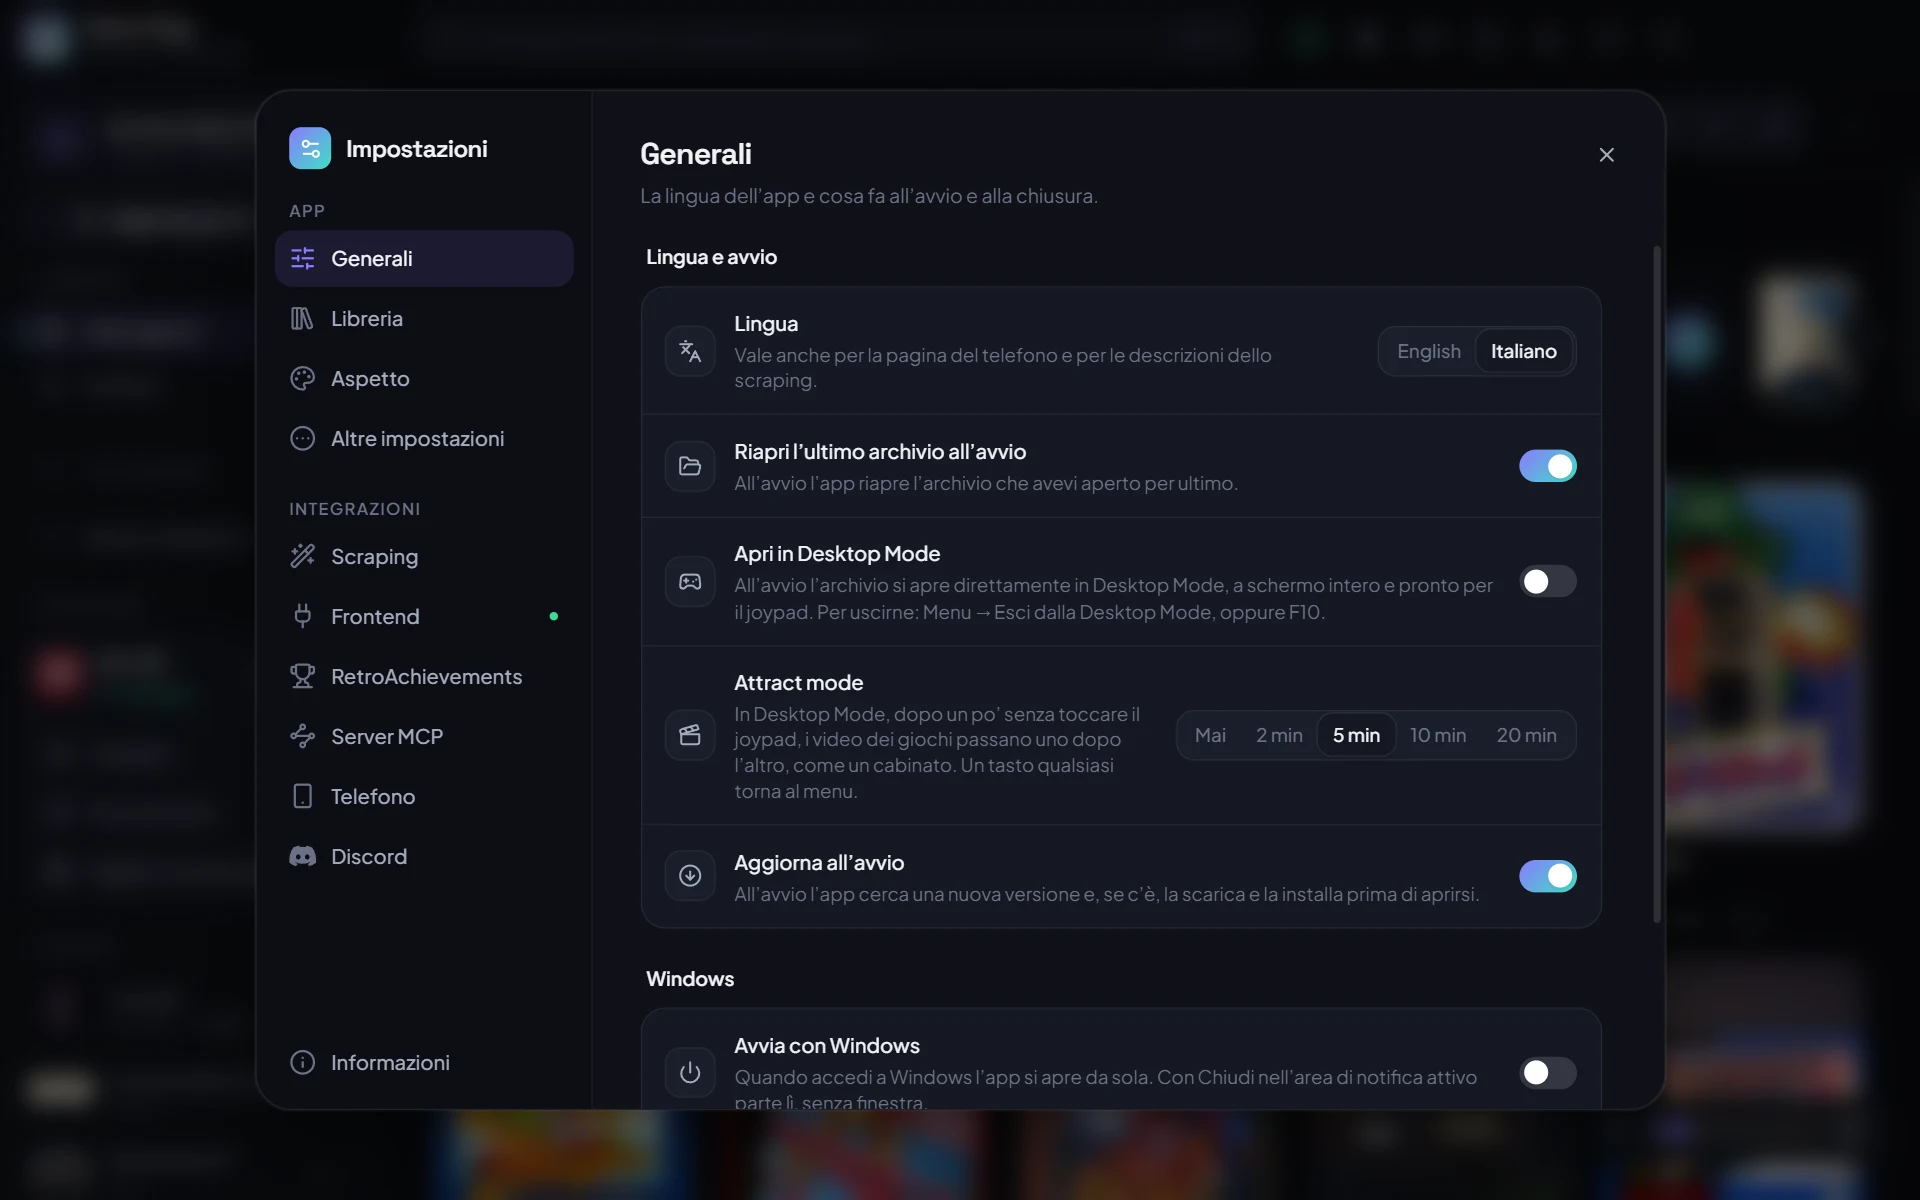 Impostazioni
APP
Generali
Libreria
Aspetto
Altre impostazioni
INTEGRAZIONI
Scraping
Frontend
RetroAchievements
Server MCP
Telefono
Discord
Informazioni
Generali
La lingua dell’app e cosa fa all’avvio e alla chiusura.
Lingua e avvio
Lingua
Vale anche per la pagina del telefono e per le descrizioni dello
scraping.
English Italiano
Riapri l’ultimo archivio all’avvio
All’avvio l’app riapre l’archivio che avevi aperto per ultimo.
Apri in Desktop Mode
All’avvio l’archivio si apre direttamente in Desktop Mode, a schermo intero e pronto per
il joypad. Per uscirne: Menu → Esci dalla Desktop Mode, oppure F10.
Attract mode
In Desktop Mode, dopo un po’ senza toccare il
joypad, i video dei giochi passano uno dopo
l’altro, come un cabinato. Un tasto qualsiasi
torna al menu.
Mai 2 min 5 min 10 min 20 min
Aggiorna all’avvio
All’avvio l’app cerca una nuova versione e, se c’è, la scarica e la installa prima di aprirsi.
Windows
Avvia con Windows
Quando accedi a Windows l’app si apre da sola. Con Chiudi nell’area di notifica attivo
parte lì, senza finestra.